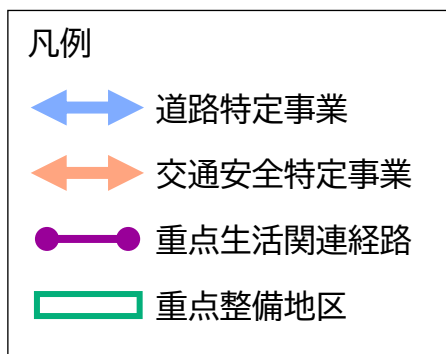 凡例
道路特定事業
交通安全特定事業
重点生活関連経路
重点整備地区